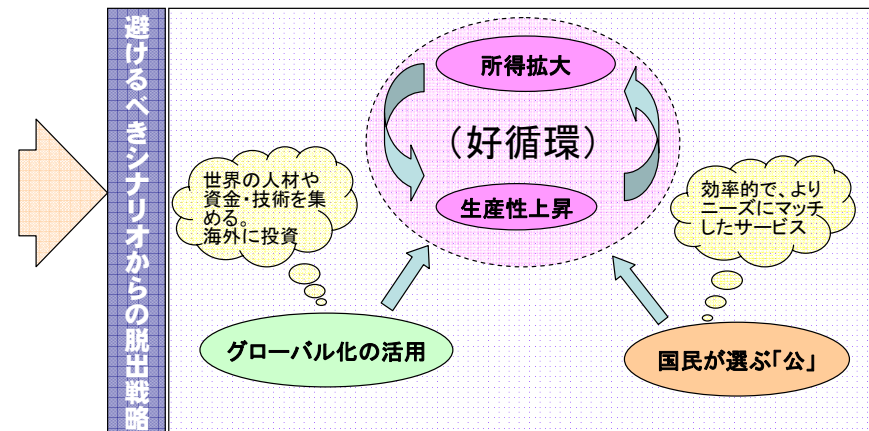 避けるべきシナリオからの脱出戦略
所得拡大
(好循環)
生産性上昇
世界の人材や
資金・技術を集
める。
海外に投資
効率的で、より
ニーズにマッチ
したサービス
グローバル化の活用
国民が選ぶ「公」